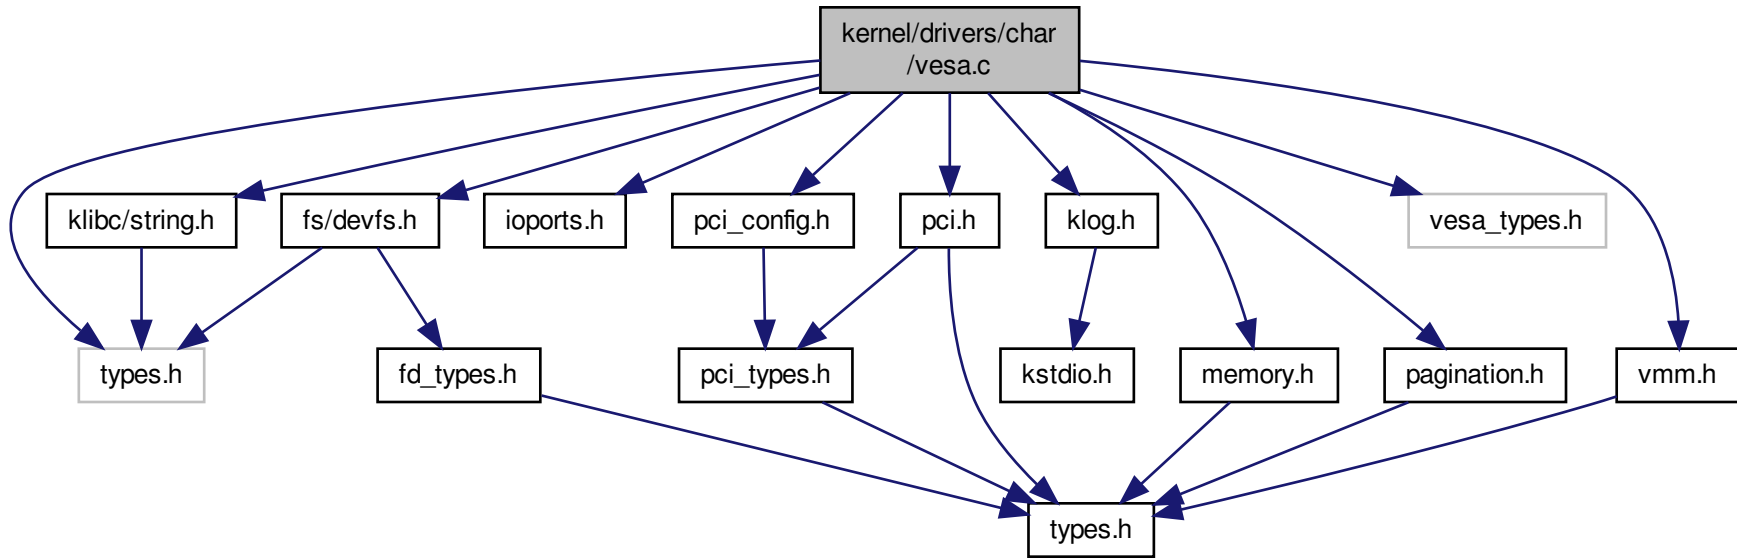 kernel/drivers/char
/vesa.c
klibc/string.h
fs/devfs.h
ioports.h
pci_config.h
pci.h
klog.h
vesa_types.h
types.h
fd_types.h
pci_types.h
kstdio.h
memory.h
pagination.h
vmm.h
types.h